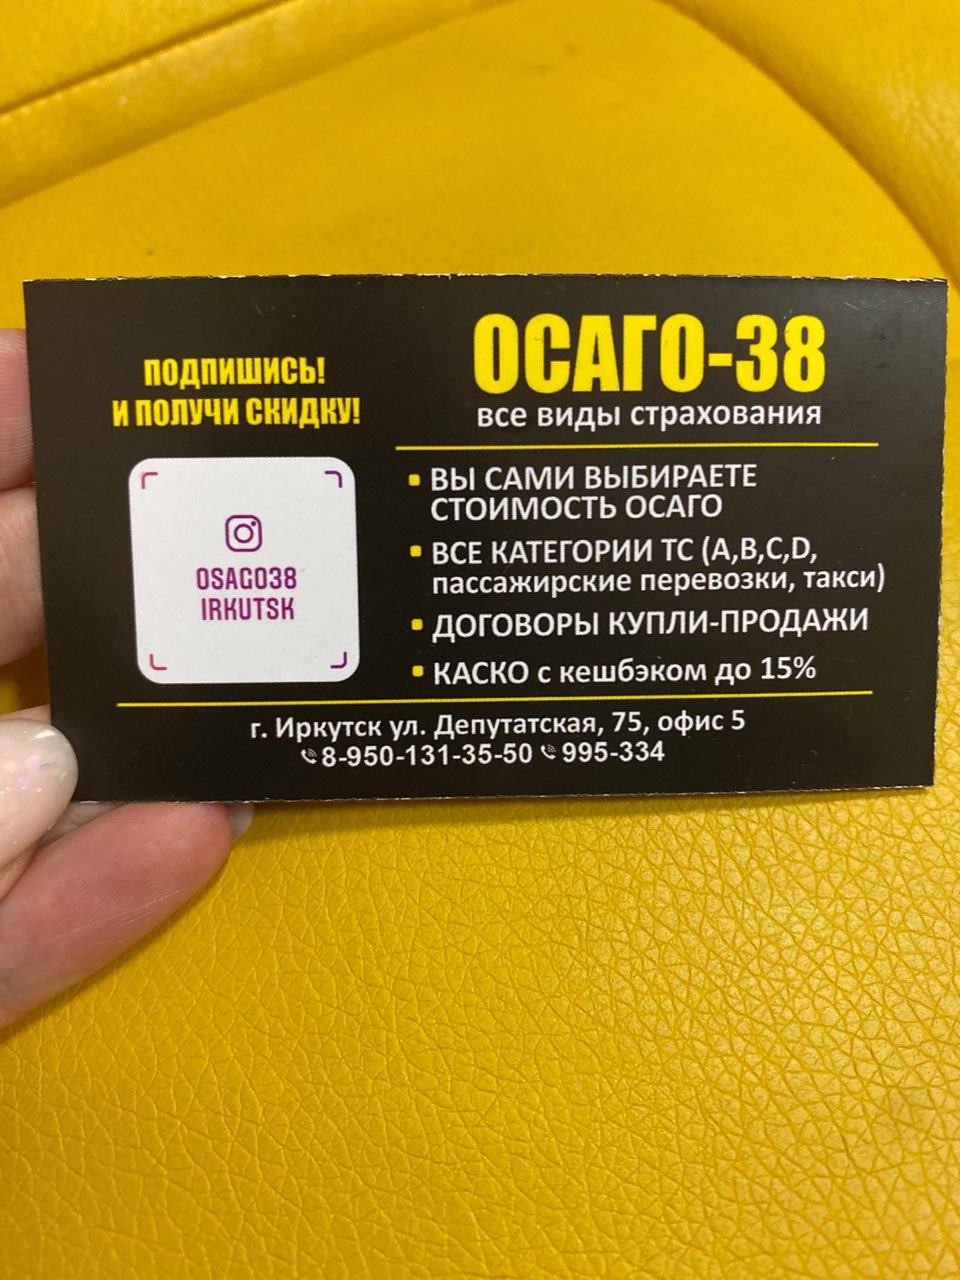 ПОДПИШИСЬ!
И ПОЛУЧИ СКИДКУ!
OSAGO38
IRKUTSK
ОСАГО-38
все виды страхования
ВЫ САМИ ВЫБИРАЕТЕ
СТОИМОСТЬ ОСАГО
ВСЕ КАТЕГОРИИ ТС (A,B,C,D,
пассажирские перевозки, такси)
ДОГОВОРЫ КУПЛИ-ПРОДАЖИ
КАСКО с кешбэком до 15%
г. Иркутск ул. Депутатская, 75, офис 5
8-950-131-35-50 995-334